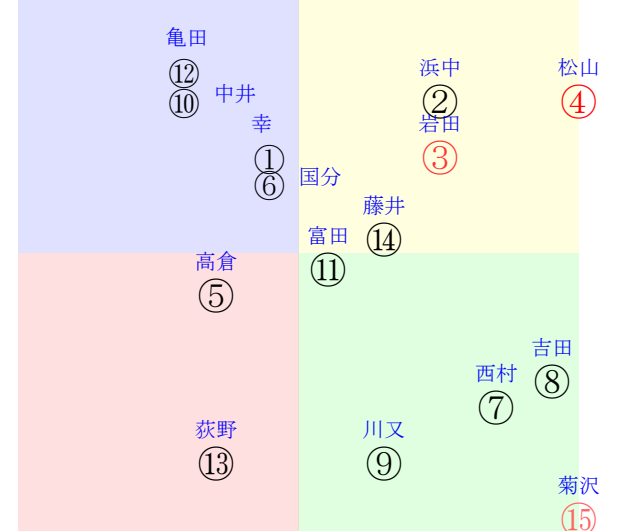 亀田
⑫
⑩ 中井
浜中
②
松山
④
幸
①
岩田
③
⑥ 国分
藤井
⑭
富田
⑪
高倉
⑤
吉田
⑧
西村
⑦
荻野
⑬
川又
⑨
菊沢
⑮